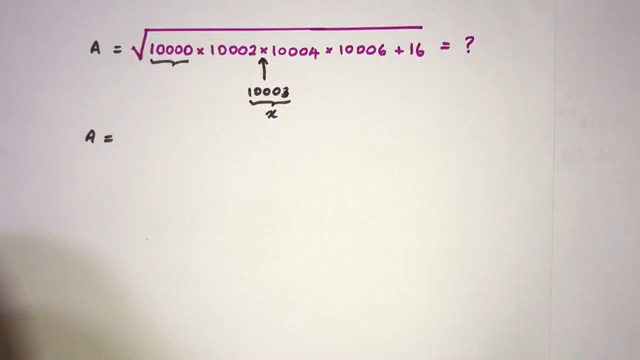 A = √10000 × 10002 × 10004 × 10006 + 16 = ?
10003
x
A =